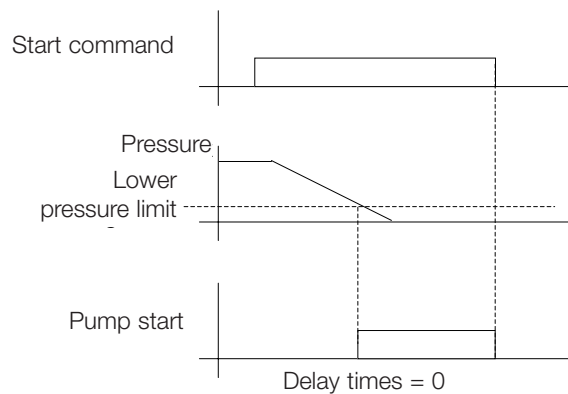 Start command
Pressure
Lower
pressure limit
Pump start
Delay times = 0